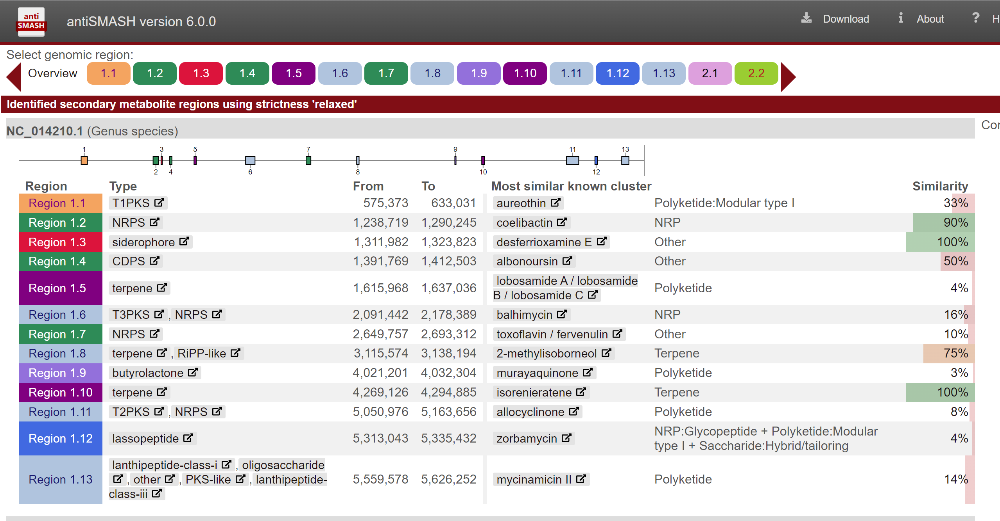 anti
SMASH
antiSMASH version 6.0.0
Download
About
?
H
Select genomic region:
Overview 1.1 1.2 1.3 1.4 1.5 1.6 1.7 1.8 1.9 1.10 1.11 1.12 1.13 2.1 2.2
Identified secondary metabolite regions using strictness 'relaxed'
NC_014210.1 (Genus species)
Cor
1 3 5 7 9 11 13
2 4 6 8 10 12
Region Type From To Most similar known cluster Similarity
Region 1.1 T1PKS 575,373 633,031 aureothin Polyketide:Modular type I 33%
Region 1.2 NRPS 1,238,719 1,290,245 coelibactin NRP 90%
Region 1.3 siderophore 1,311,982 1,323,823 desferrioxamine E Other 100%
Region 1.4 CDPS 1,391,769 1,412,503 albonoursin Other 50%
Region 1.5 terpene 1,615,968 1,637,036 lobosamide A / lobosamide
B / lobosamide C Polyketide 4%
Region 1.6 T3PKS , NRPS 2,091,442 2,178,389 balhimycin NRP 16%
Region 1.7 NRPS 2,649,757 2,693,312 toxoflavin / fervenulin Other 10%
Region 1.8 terpene , RiPP-like 3,115,574 3,138,194 2-methylisoborneol Terpene 75%
Region 1.9 butyrolactone 4,021,201 4,032,304 murayaquinone Polyketide 3%
Region 1.10 terpene 4,269,126 4,294,885 isorenieratene Terpene 100%
Region 1.11 T2PKS , NRPS 5,050,976 5,163,656 allocyclinone Polyketide 8%
Region 1.12 lassopeptide 5,313,043 5,335,432 zorbamycin NRP:Glycopeptide + Polyketide:Modular
type I + Saccharide:Hybrid/tailoring 4%
Region 1.13 lanthipeptide-class-i , oligosaccharide
, other , PKS-like , lanthipeptide-
class-iii 5,559,578 5,626,252 mycinamicin II Polyketide 14%